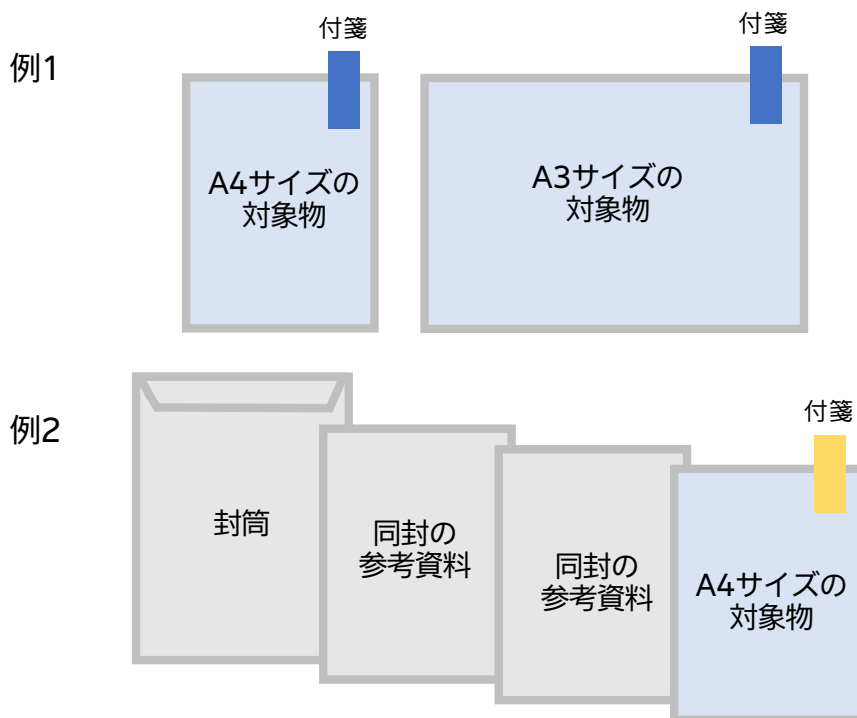 例1
付箋
付箋
A4サイズの
対象物
A3サイズの
対象物
例2
付箋
封筒
同封の
参考資料
同封の
参考資料
A4サイズの
対象物